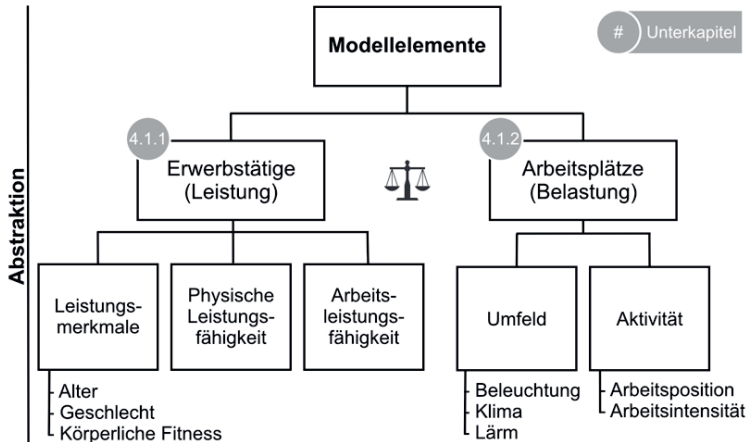 Modellelemente
# Unterkapitel
Abstraktion
4.1.1
Erwerbstätige
(Leistung)
4.1.2
Arbeitsplätze
(Belastung)
Leistungs-
merkmale
Physische
Leistungs-
fähigkeit
Arbeits-
leistungs-
fähigkeit
Umfeld
Aktivität
- Alter
- Geschlecht
- Körperliche Fitness
- Beleuchtung
- Klima
- Lärm
- Arbeitsposition
- Arbeitsintensität